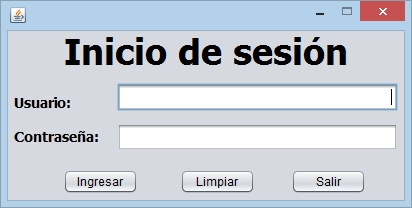 Inicio de sesión
Usuario:
Contraseña:
Ingresar Limpiar Salir